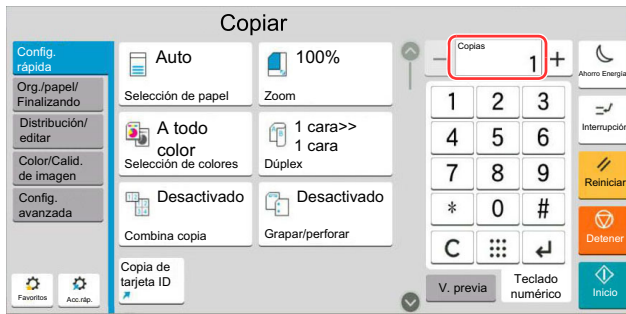 Copiar
Config.
rápida
Org./papel/
Finalizando
Distribución/
editar
Color/Calid.
de imagen
Config.
avanzada
Favoritos
Acc.ráp.
Auto
Selección de papel
100%
Zoom
A todo
color
Selección de colores
1 cara>>
1 cara
Dúplex
Desactivado
Combina copia
Desactivado
Grapar/perforar
Copia de
tarjeta ID
Copias
− 1 +
1 2 3
4 5 6
7 8 9
* 0 #
C
V. previa
Teclado
numérico
Ahorro Energía
Interrupción
Reiniciar
Detener
Inicio